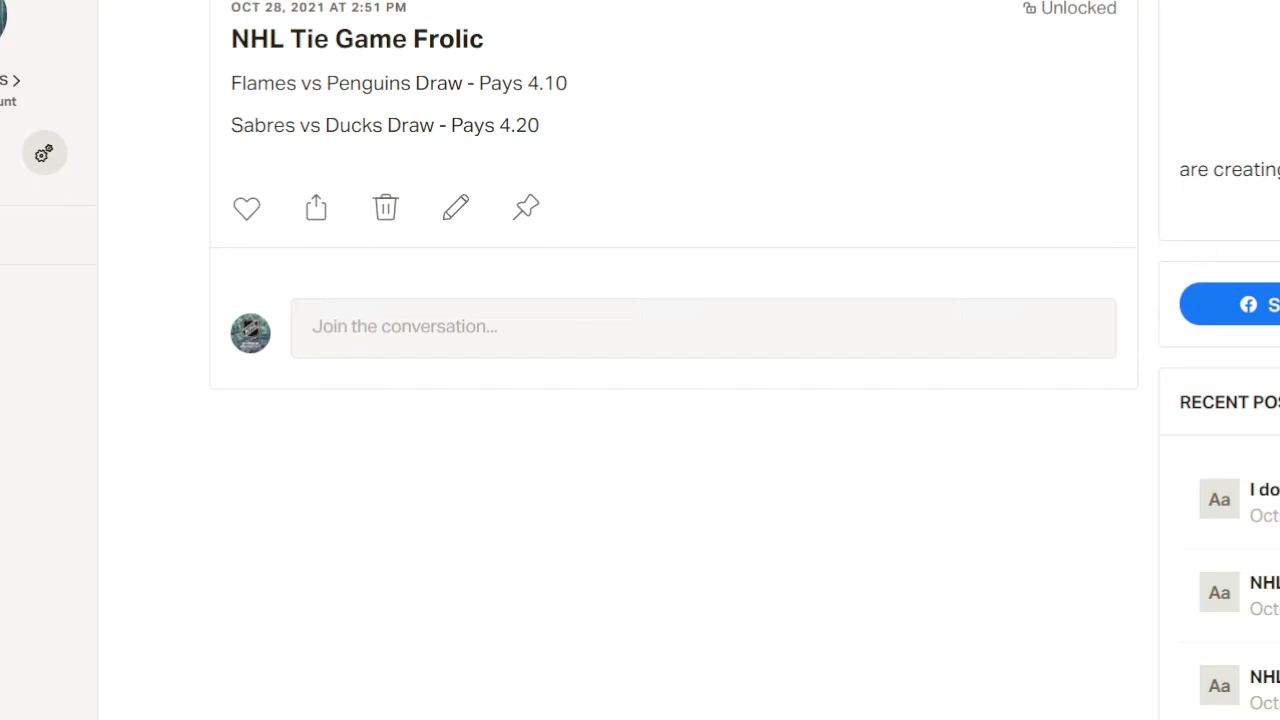 OCT 28, 2021 AT 2:51 PM
Unlocked
NHL Tie Game Frolic
Flames vs Penguins Draw - Pays 4.10
Sabres vs Ducks Draw - Pays 4.20
Join the conversation...
S
unt
are creating
S
RECENT POS
Aa
I do
Oct
Aa
NHL
Oct
Aa
NHL
Oct